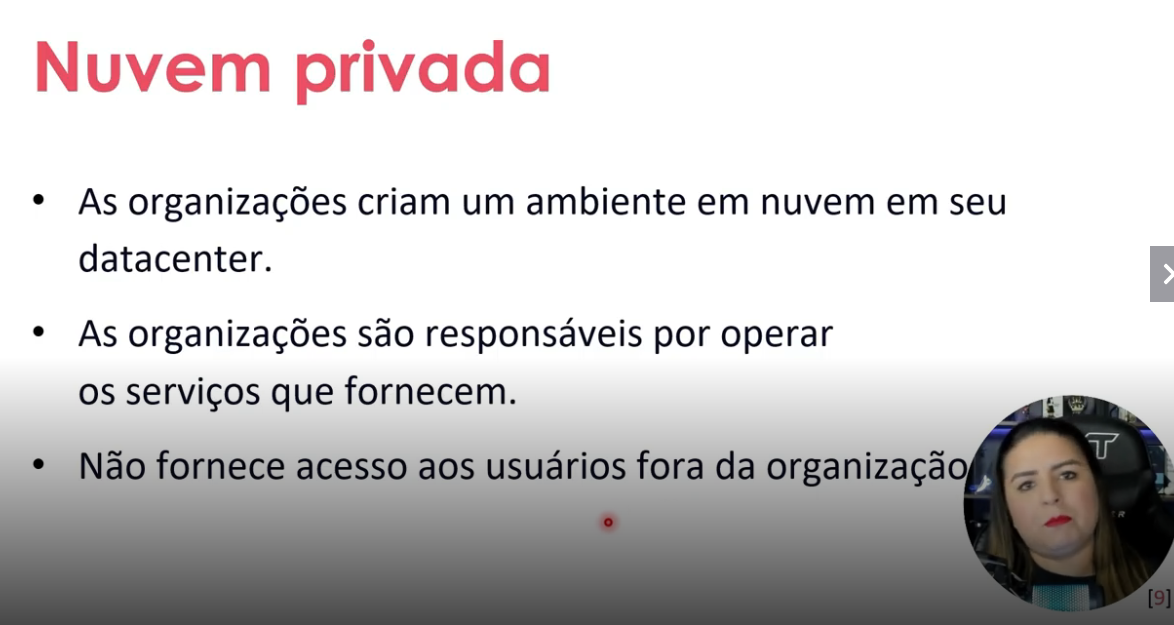 Nuvem privada
• As organizações criam um ambiente em nuvem em seu
datacenter.
• As organizações são responsáveis por operar
os serviços que fornecem.
• Não fornece acesso aos usuários fora da organização
[9]